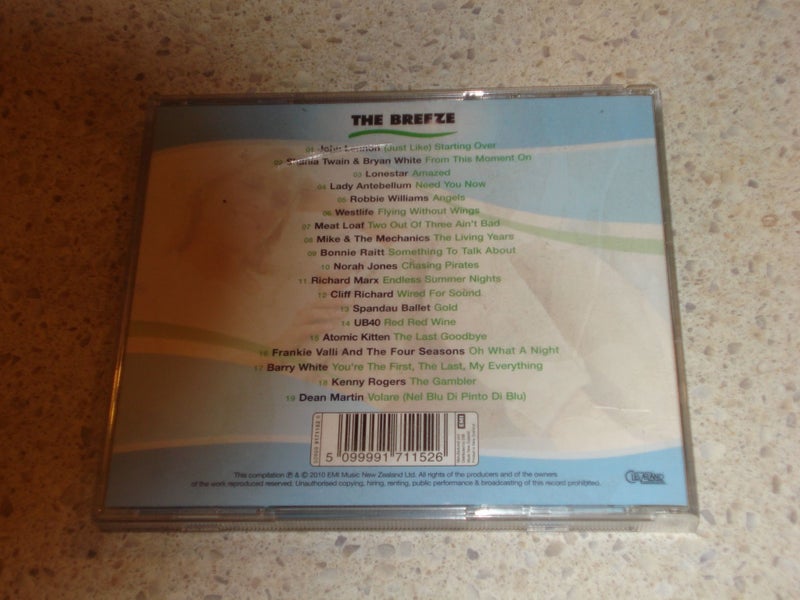 THE BREEZE
01 John Lennon (Just Like) Starting Over
02 Shania Twain & Bryan White From This Moment On
03 Lonestar Amazed
04 Lady Antebellum Need You Now
05 Robbie Williams Angels
06 Westlife Flying Without Wings
07 Meat Loaf Two Out Of Three Ain't Bad
08 Mike & The Mechanics The Living Years
09 Bonnie Raitt Something To Talk About
10 Norah Jones Chasing Pirates
11 Richard Marx Endless Summer Nights
12 Cliff Richard Wired For Sound
13 Spandau Ballet Gold
14 UB40 Red Red Wine
15 Atomic Kitten The Last Goodbye
16 Frankie Valli And The Four Seasons Oh What A Night
17 Barry White You're The First, The Last, My Everything
18 Kenny Rogers The Gambler
19 Dean Martin Volare (Nel Blu Di Pinto Di Blu)
EMI
5 099991 711526
This compilation ℗ & © 2010 EMI Music New Zealand Ltd. All rights of the producers and of the owners
of the work reproduced reserved. Unauthorised copying, hiring, renting, public performance & broadcasting of this record prohibited.